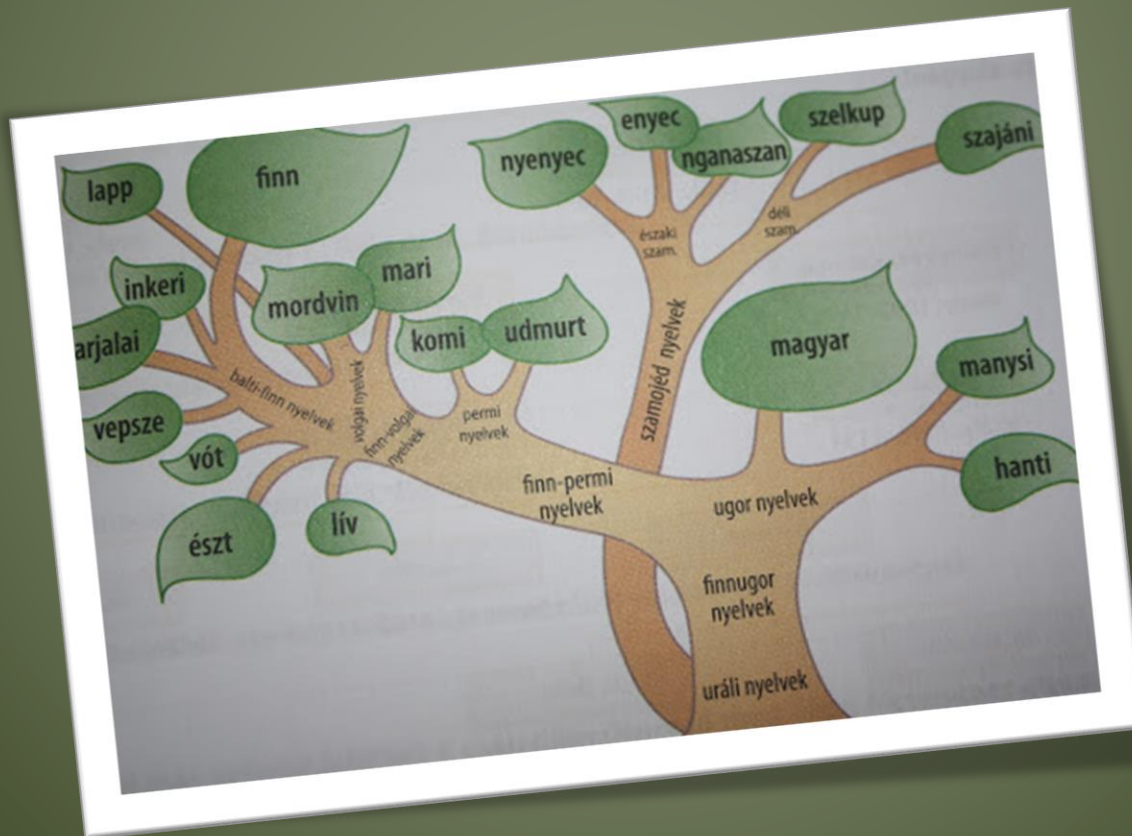 lapp
finn
nyenyec
enyec
nganaszan
szelkup
szajáni
északi
szam.
déli
szam.
inkeri
mordvin
mari
arjalai
komi
udmurt
magyar
manysi
hanti
vepsze
vót
észt
lív
balti-finn nyelvek
volgai nyelvek
finn-volgai
nyelvek
permi
nyelvek
szamojéd nyelvek
finn-permi
nyelvek
ugor nyelvek
finnugor
nyelvek
uráli nyelvek